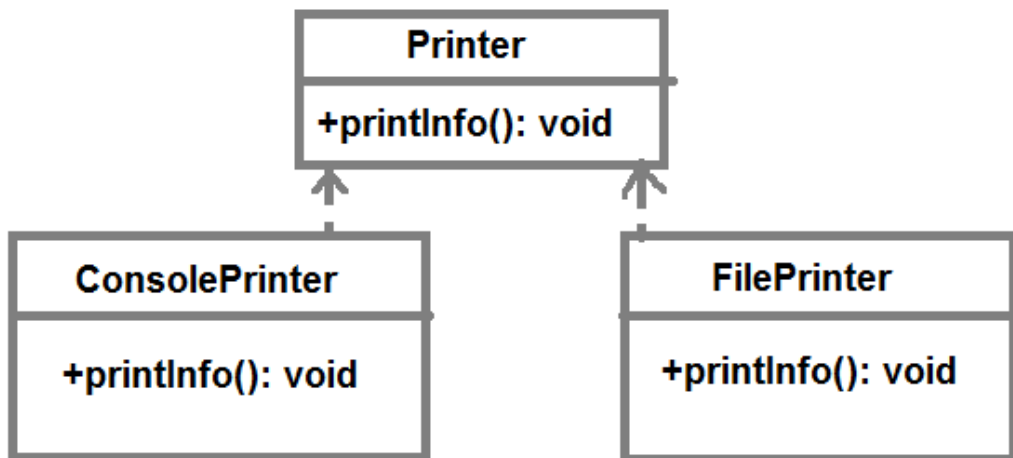 Printer
+printInfo(): void
ConsolePrinter
+printInfo(): void
FilePrinter
+printInfo(): void